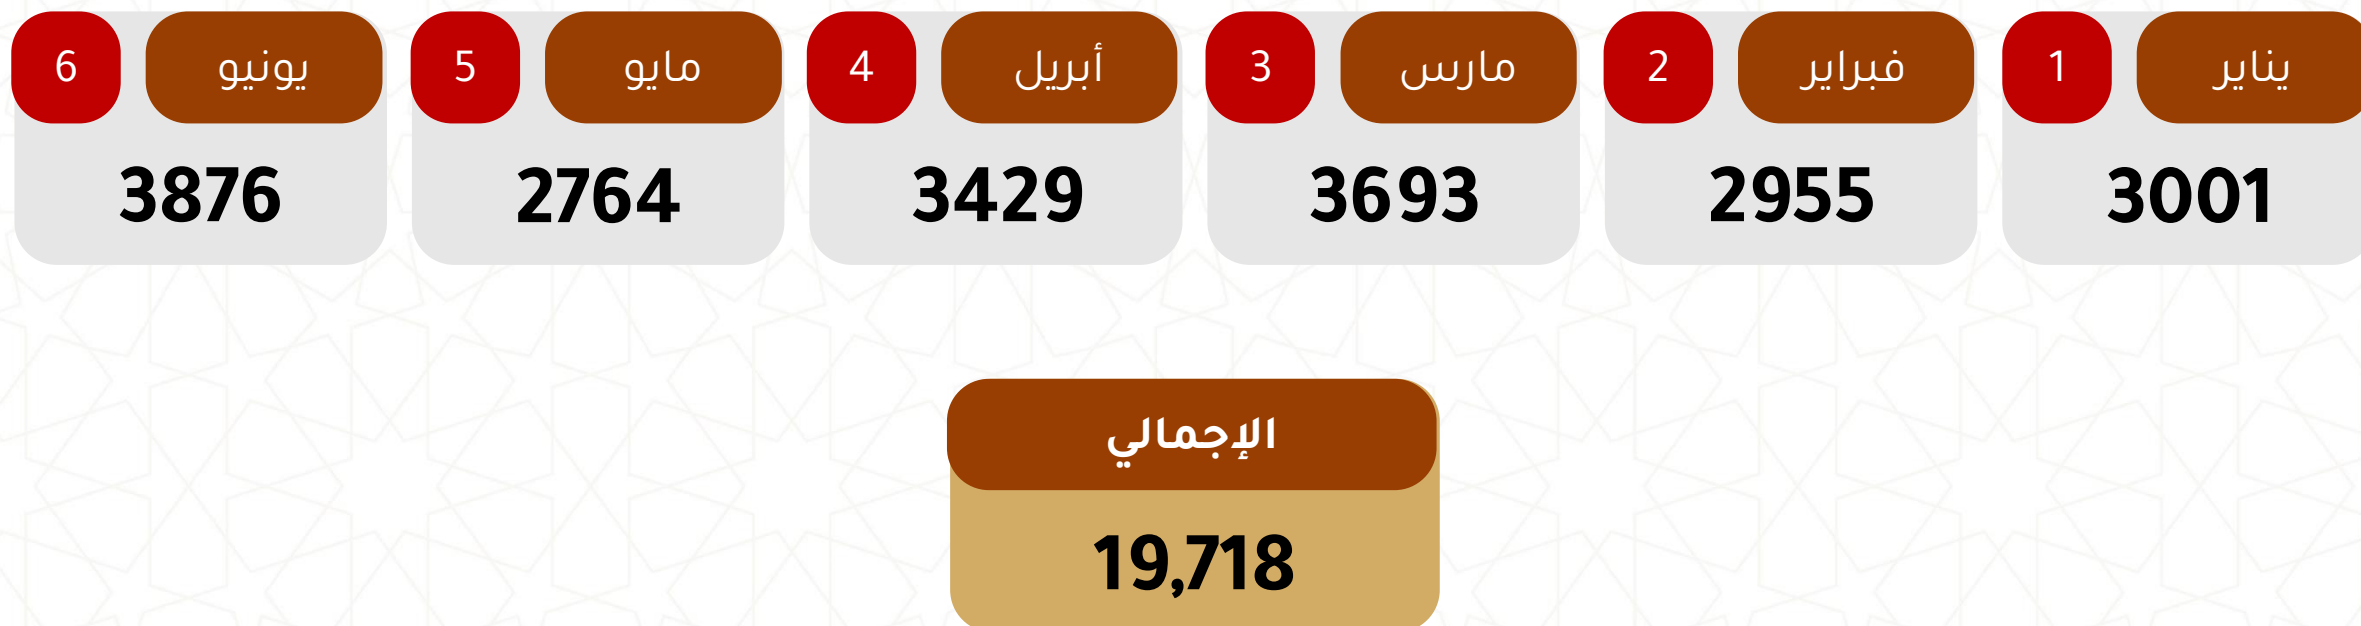 يناير 1 فبراير 2 مارس 3 أبريل 4 مايو 5 يونيو 6
3001 2955 3693 3429 2764 3876
الإجمالي
19,718